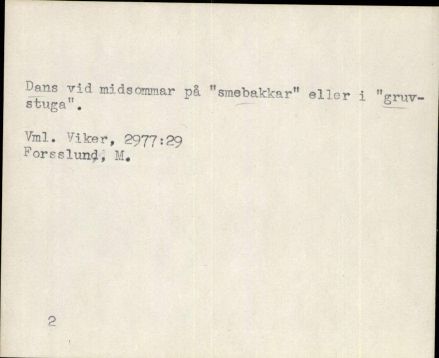 Dans vid midsommar på "smebakkar" eller i "gruv-
stuga".
Vml. Viker, 2977:29
Forsslund, M.
2